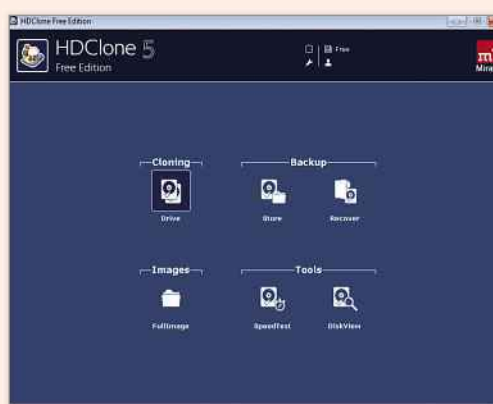 HDClone Free Edition
HDClone 5
Free Edition
Free
Cloning
Backup
Drive
Store
Recover
Images
Tools
FullImage
SpeedTest
DiskView